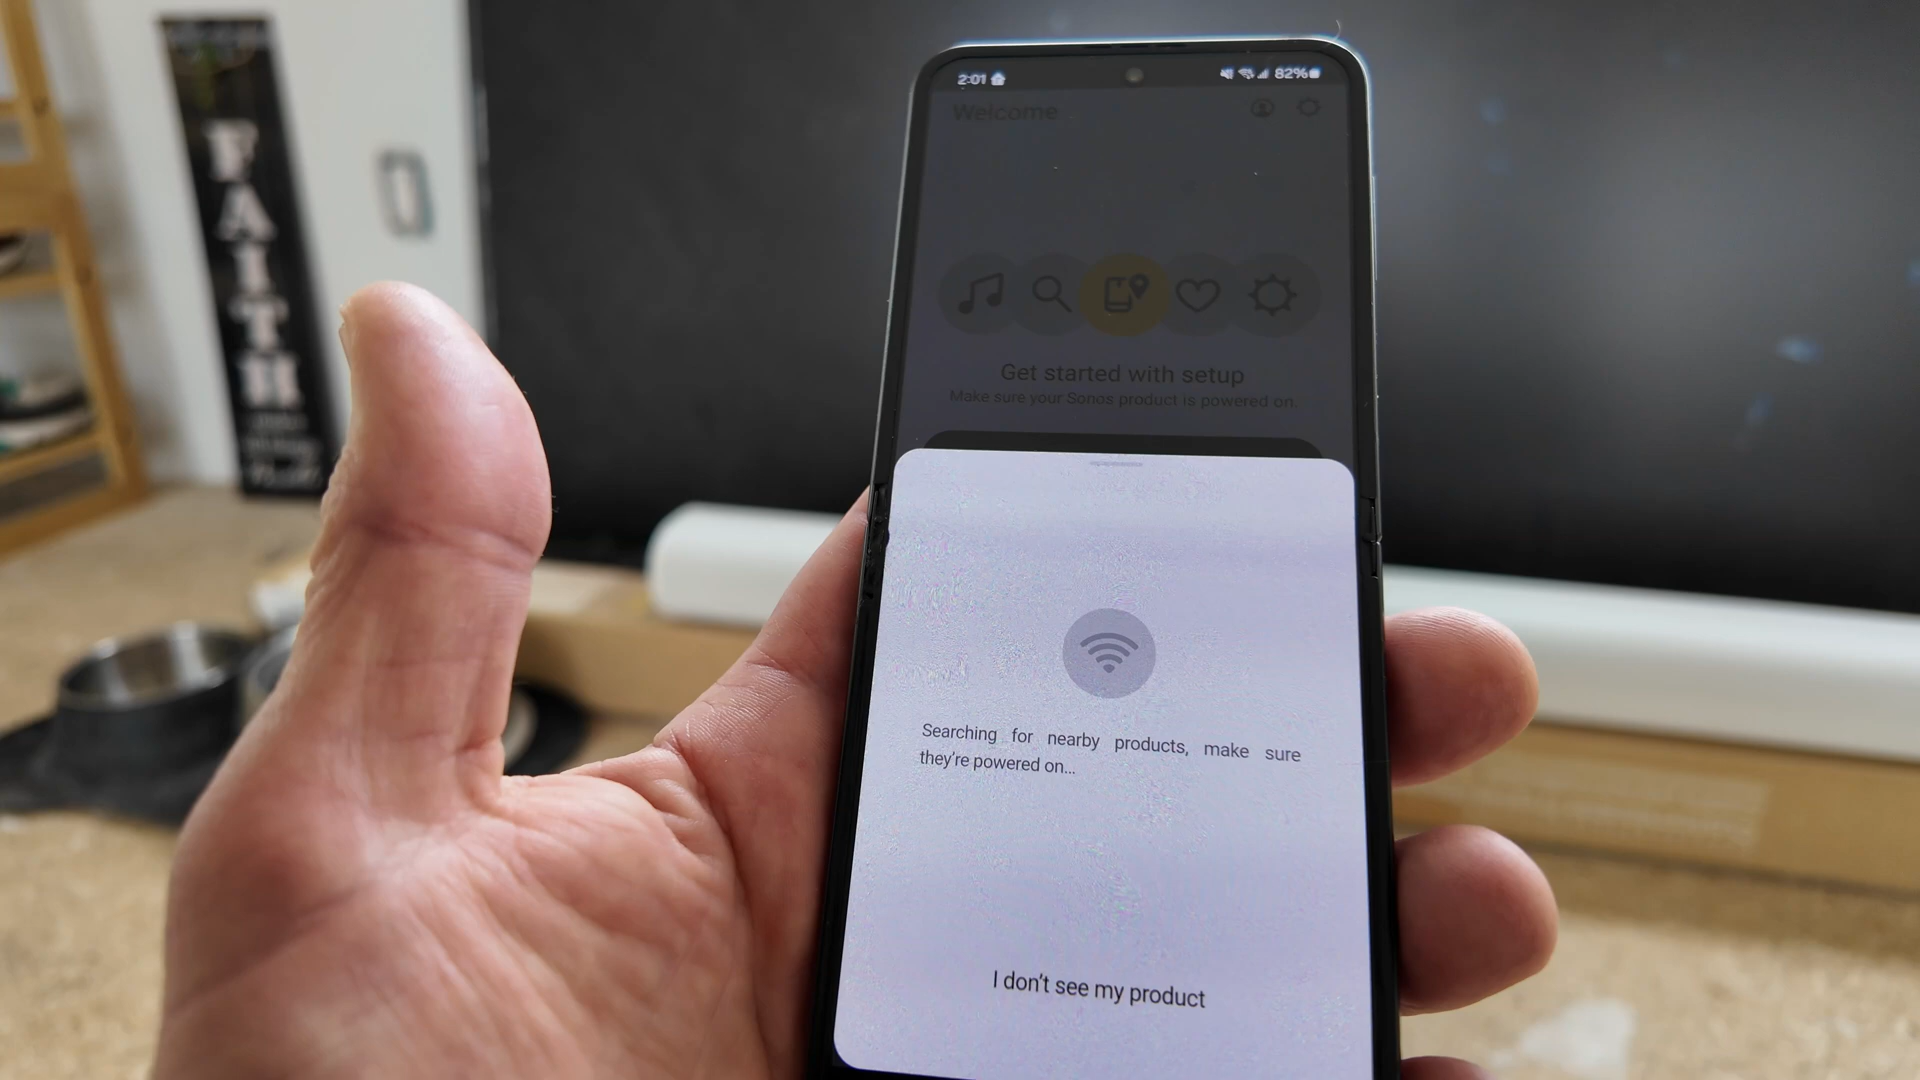 FAITH
2:01
82%
Welcome
Get started with setup
Make sure your Sonos product is powered on.
Searching for nearby products, make sure
they're powered on...
I don't see my product